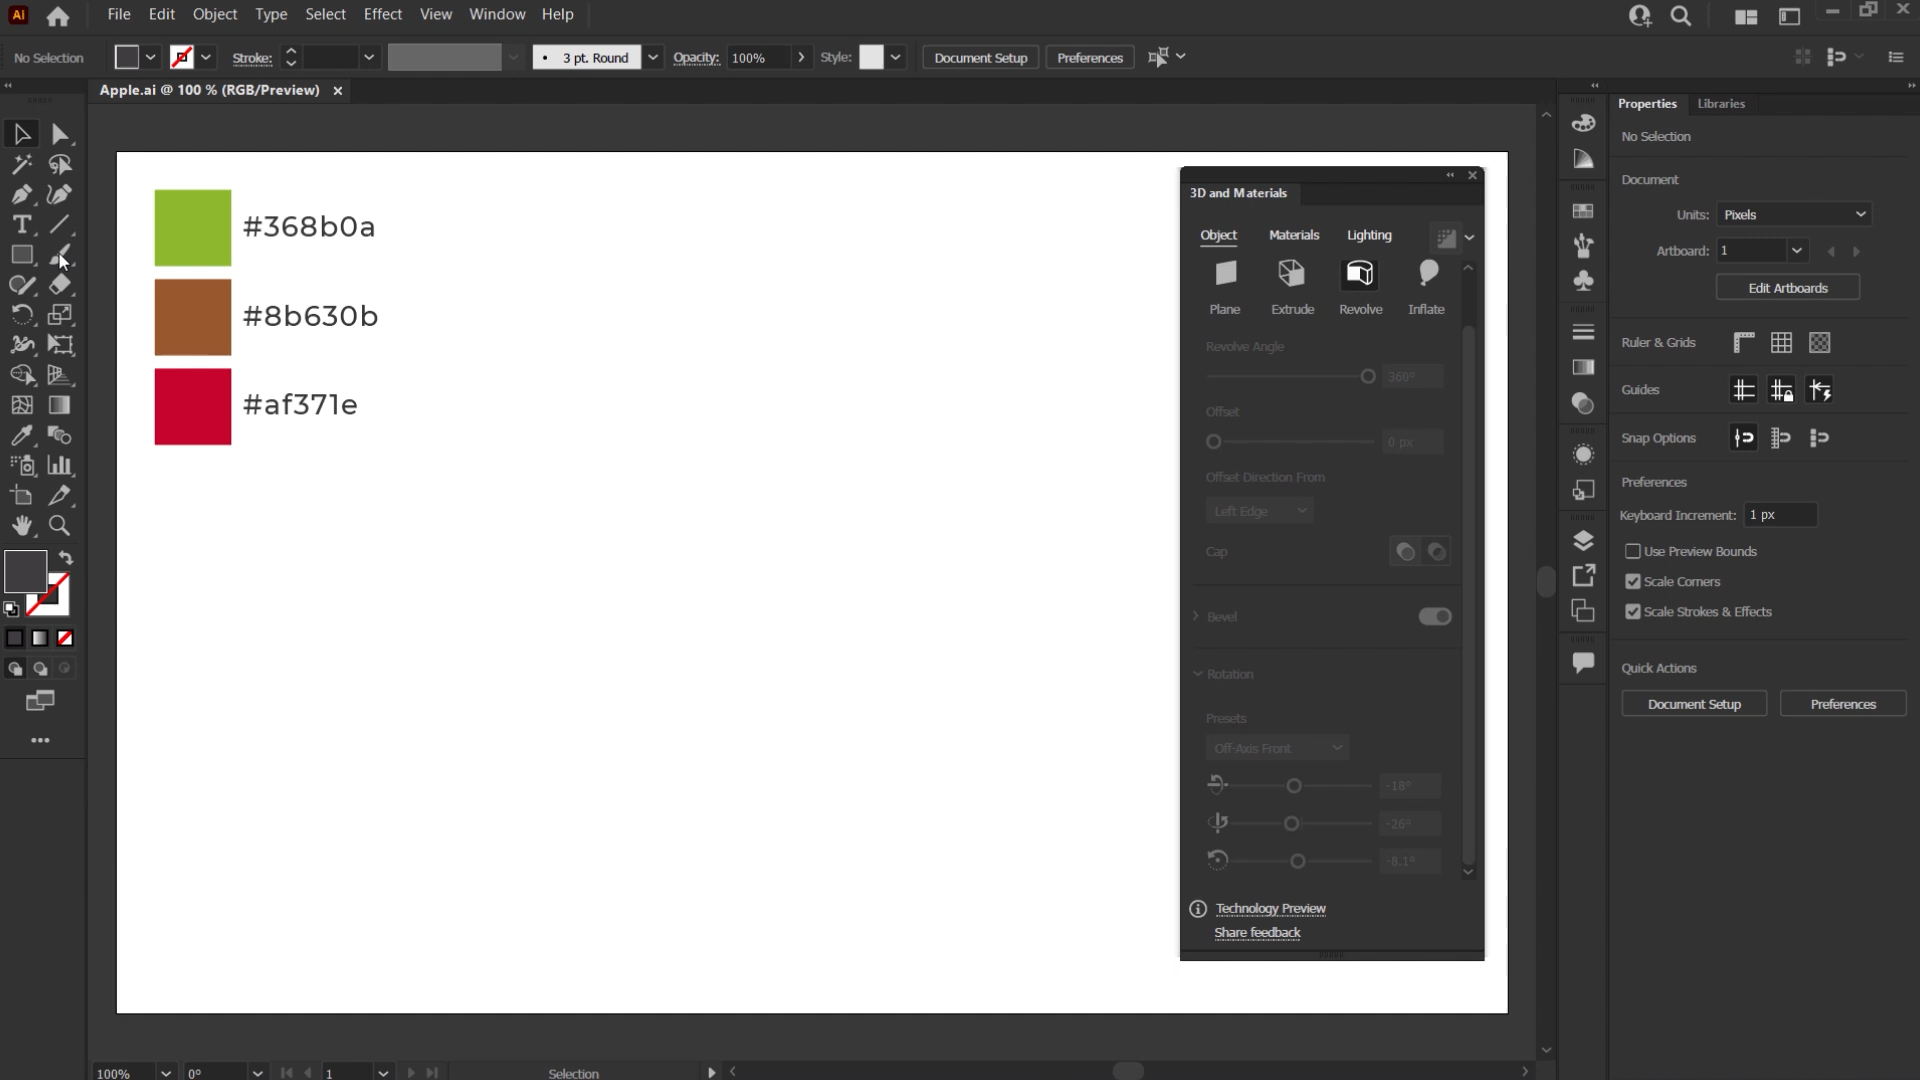 Ai
File Edit Object Type Select Effect View Window Help
No Selection
Stroke:
3 pt. Round
Opacity: 100%
Style:
Document Setup
Preferences
Apple.ai @ 100 % (RGB/Preview)
#368b0a
#8b630b
#af371e
3D and Materials
Object Materials Lighting
Plane Extrude Revolve Inflate
Revolve Angle
360°
Offset
0 px
Offset Direction From
Left Edge
Cap
Bevel
Rotation
Presets
Off-Axis Front
-18°
-26°
-8.1°
Technology Preview
Share feedback
Properties Libraries
No Selection
Document
Units: Pixels
Artboard: 1
Edit Artboards
Ruler & Grids
Guides
Snap Options
Preferences
Keyboard Increment: 1 px
Use Preview Bounds
Scale Corners
Scale Strokes & Effects
Quick Actions
Document Setup Preferences
100% 0° 1 Selection